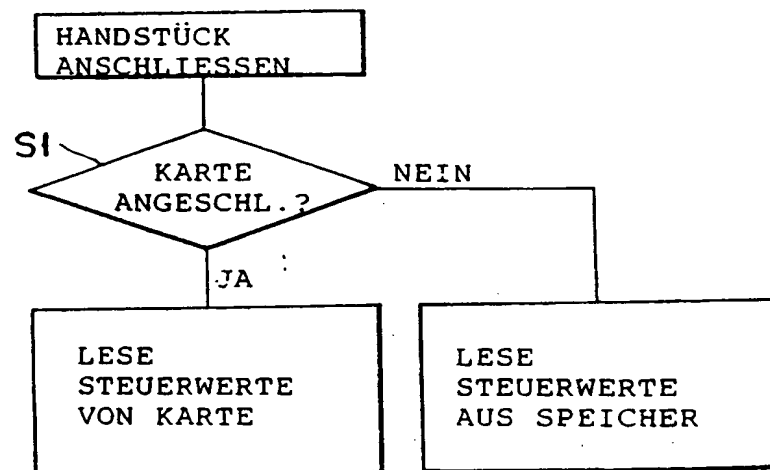 HANDSTÜCK
ANSCHLIESSEN
S1
KARTE
ANGESCHL.?
NEIN
JA
LESE
STEUERWERTE
VON KARTE
LESE
STEUERWERTE
AUS SPEICHER